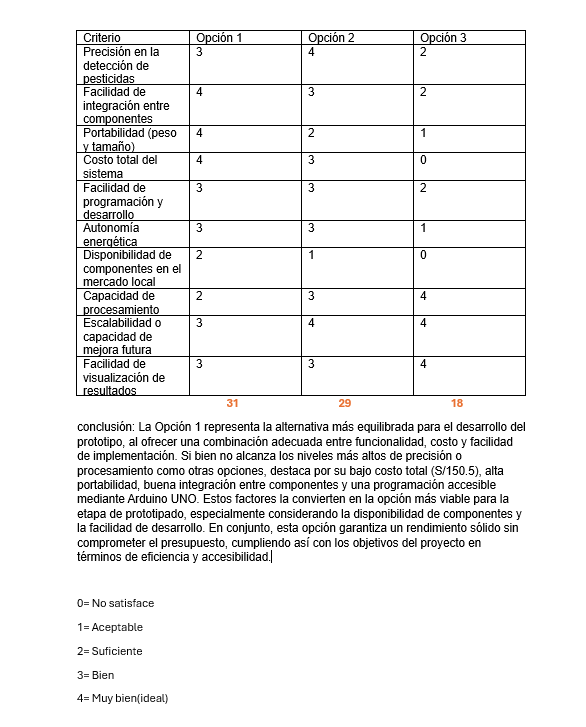 Criterio Opción 1 Opción 2 Opción 3
Precisión en la 3 4 2
detección de
pesticidas
Facilidad de 4 3 2
integración entre
componentes
Portabilidad (peso 4 2 1
y tamaño)
Costo total del 4 3 0
sistema
Facilidad de 3 3 2
programación y
desarrollo
Autonomía 3 3 1
energética
Disponibilidad de 2 1 0
componentes en el
mercado local
Capacidad de 2 3 4
procesamiento
Escalabilidad o 3 4 4
capacidad de
mejora futura
Facilidad de 3 3 4
visualización de
resultados
31 29 18
conclusión: La Opción 1 representa la alternativa más equilibrada para el desarrollo del
prototipo, al ofrecer una combinación adecuada entre funcionalidad, costo y facilidad
de implementación. Si bien no alcanza los niveles más altos de precisión o
procesamiento como otras opciones, destaca por su bajo costo total (S/150.5), alta
portabilidad, buena integración entre componentes y una programación accesible
mediante Arduino UNO. Estos factores la convierten en la opción más viable para la
etapa de prototipado, especialmente considerando la disponibilidad de componentes y
la facilidad de desarrollo. En conjunto, esta opción garantiza un rendimiento sólido sin
comprometer el presupuesto, cumpliendo así con los objetivos del proyecto en
términos de eficiencia y accesibilidad.
0= No satisface
1= Aceptable
2= Suficiente
3= Bien
4= Muy bien(ideal)